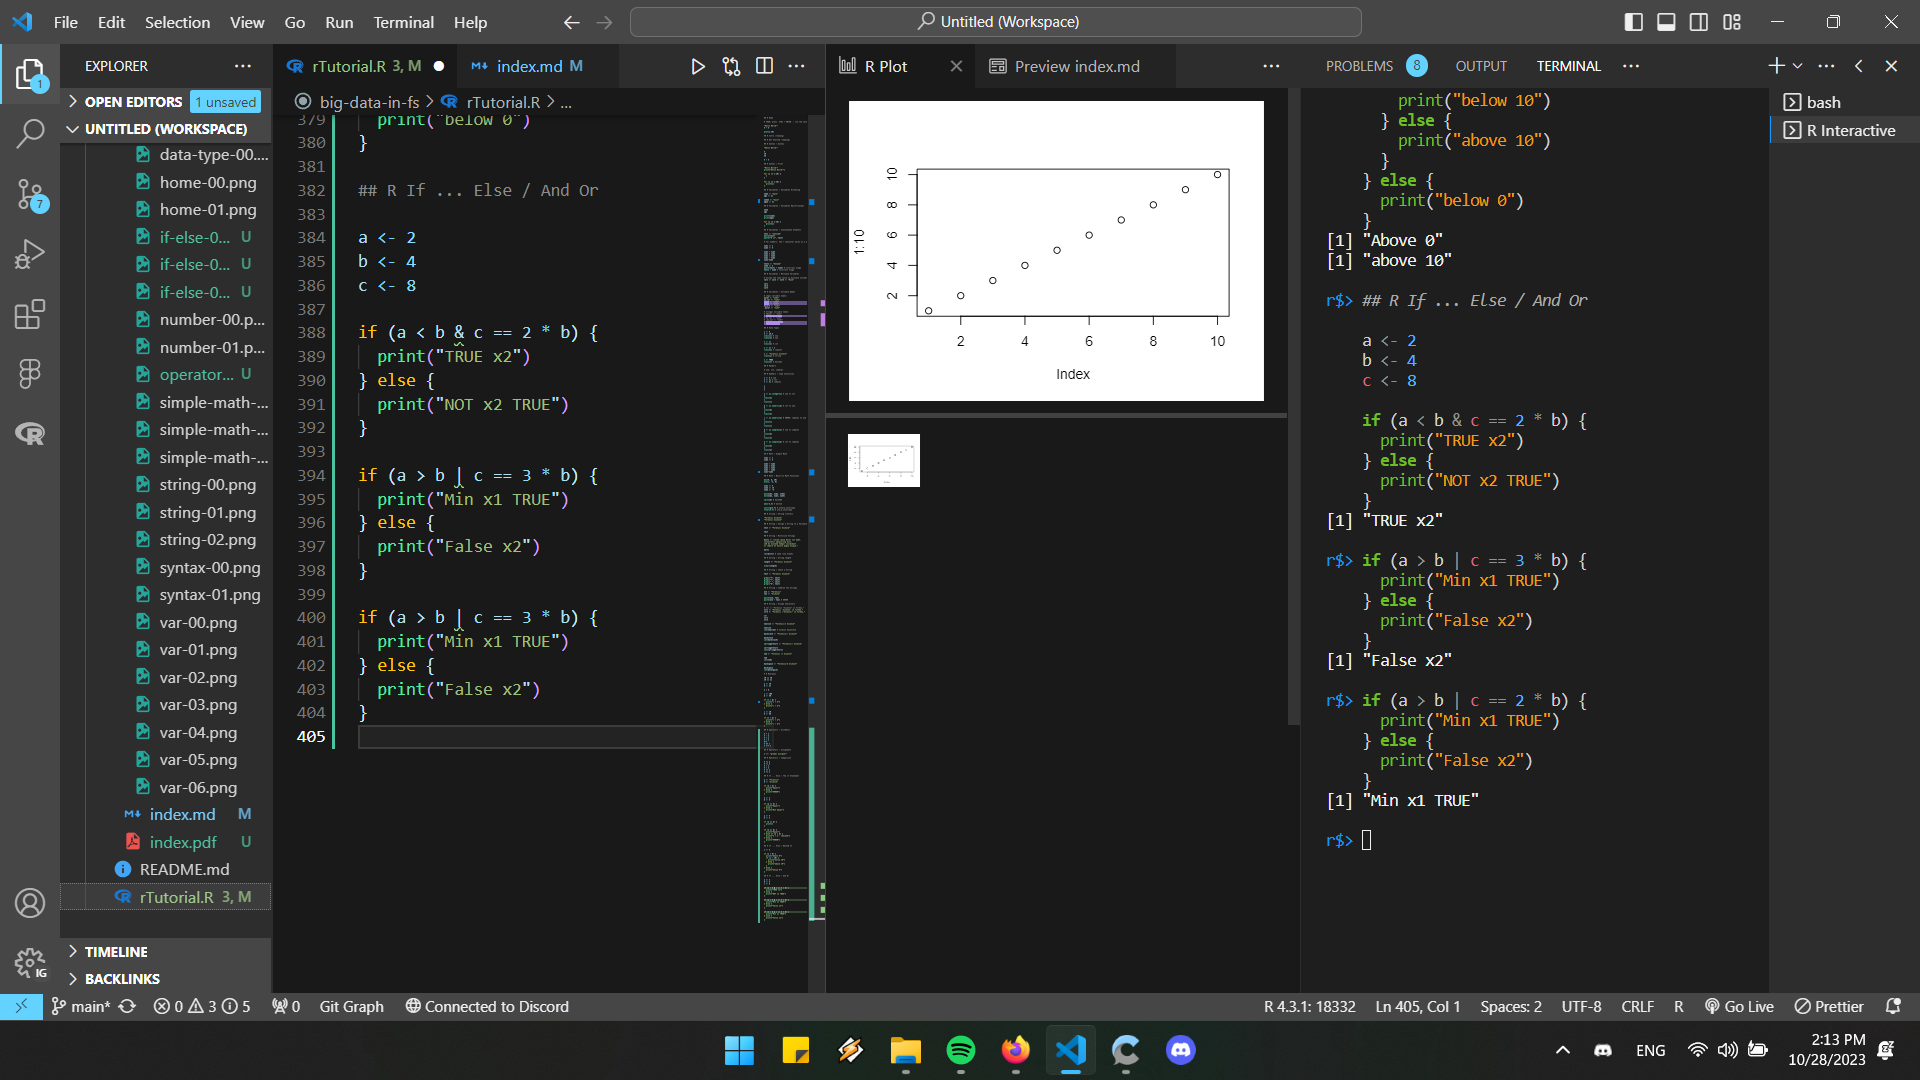 File Edit Selection View Go Run Terminal Help
Untitled (Workspace)
EXPLORER
OPEN EDITORS 1 unsaved
UNTITLED (WORKSPACE)
data-type-00....
home-00.png
home-01.png
if-else-0... U
if-else-0... U
if-else-0... U
number-00.p...
number-01.p...
operator... U
simple-math-...
simple-math-...
simple-math-...
string-00.png
string-01.png
string-02.png
syntax-00.png
syntax-01.png
var-00.png
var-01.png
var-02.png
var-03.png
var-04.png
var-05.png
var-06.png
index.md M
index.pdf U
README.md
rTutorial.R 3, M
TIMELINE
BACKLINKS
1
7
IG
rTutorial.R 3, M
index.md M
big-data-in-fs > rTutorial.R > ...
379 print("below 0")
380 }
381
382 ## R If ... Else / And Or
383
384 a <- 2
385 b <- 4
386 c <- 8
387
388 if (a < b & c == 2 * b) {
389 print("TRUE x2")
390 } else {
391 print("NOT x2 TRUE")
392 }
393
394 if (a > b | c == 3 * b) {
395 print("Min x1 TRUE")
396 } else {
397 print("False x2")
398 }
399
400 if (a > b | c == 3 * b) {
401 print("Min x1 TRUE")
402 } else {
403 print("False x2")
404 }
405
R Plot
Preview index.md
1:10
10
8
6
4
2
2 4 6 8 10
Index
PROBLEMS 8 OUTPUT TERMINAL
bash
R Interactive
print("below 10")
} else {
print("above 10")
}
} else {
print("below 0")
}
[1] "Above 0"
[1] "above 10"
r$> ## R If ... Else / And Or
a <- 2
b <- 4
c <- 8
if (a < b & c == 2 * b) {
print("TRUE x2")
} else {
print("NOT x2 TRUE")
}
[1] "TRUE x2"
r$> if (a > b | c == 3 * b) {
print("Min x1 TRUE")
} else {
print("False x2")
}
[1] "False x2"
r$> if (a > b | c == 2 * b) {
print("Min x1 TRUE")
} else {
print("False x2")
}
[1] "Min x1 TRUE"
r$>
main* 0 3 5 0 Git Graph Connected to Discord
R 4.3.1: 18332 Ln 405, Col 1 Spaces: 2 UTF-8 CRLF R Go Live Prettier
ENG
2:13 PM
10/28/2023